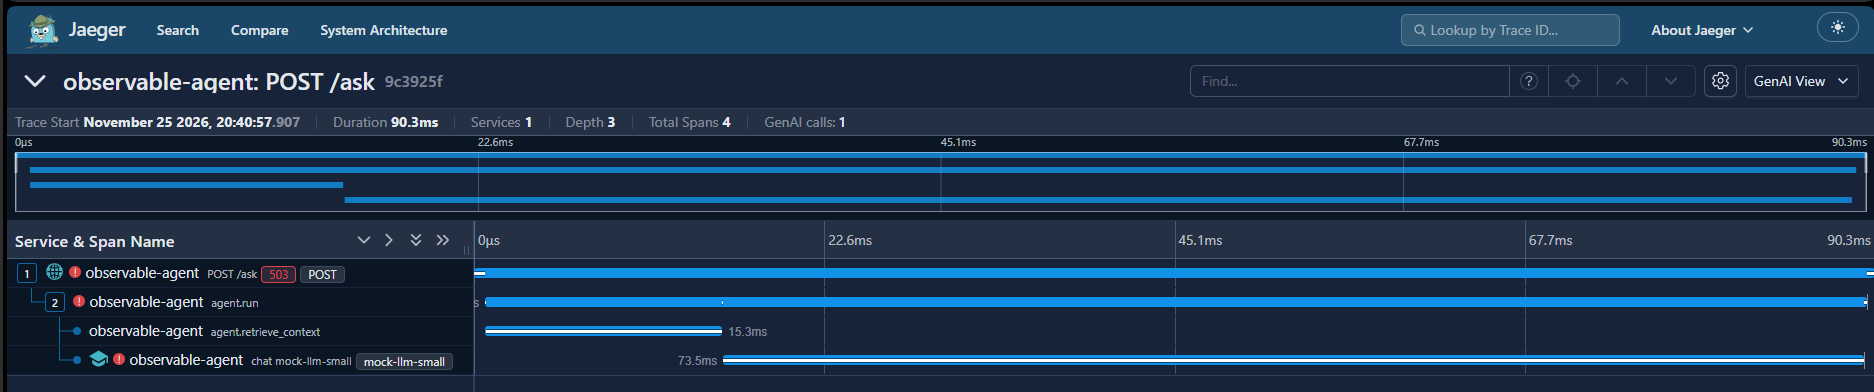 Jaeger Search Compare System Architecture Lookup by Trace ID... About Jaeger
observable-agent: POST /ask 9c3925f Find... GenAI View
Trace Start November 25 2026, 20:40:57.907 Duration 90.3ms Services 1 Depth 3 Total Spans 4 GenAI calls: 1
0μs 22.6ms 45.1ms 67.7ms 90.3ms
Service & Span Name 0μs 22.6ms 45.1ms 67.7ms 90.3ms
1 observable-agent POST /ask 503 POST
2 observable-agent agent.run s
observable-agent agent.retrieve_context 15.3ms
observable-agent chat mock-llm-small mock-llm-small 73.5ms